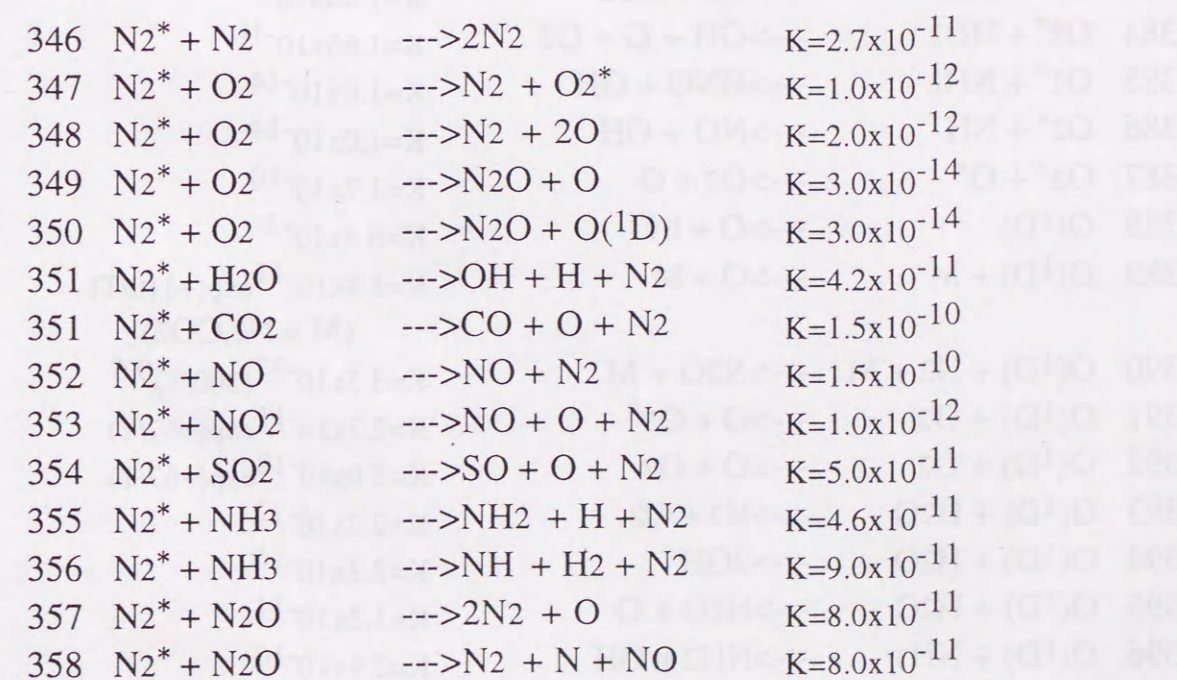 346 N2* + N2 --->2N2 K=2.7x10-11
347 N2* + O2 --->N2 + O2* K=1.0x10-12
348 N2* + O2 --->N2 + 2O K=2.0x10-12
349 N2* + O2 --->N2O + O K=3.0x10-14
350 N2* + O2 --->N2O + O(1D) K=3.0x10-14
351 N2* + H2O --->OH + H + N2 K=4.2x10-11
351 N2* + CO2 --->CO + O + N2 K=1.5x10-10
352 N2* + NO --->NO + N2 K=1.5x10-10
353 N2* + NO2 --->NO + O + N2 K=1.0x10-12
354 N2* + SO2 --->SO + O + N2 K=5.0x10-11
355 N2* + NH3 --->NH2 + H + N2 K=4.6x10-11
356 N2* + NH3 --->NH + H2 + N2 K=9.0x10-11
357 N2* + N2O --->2N2 + O K=8.0x10-11
358 N2* + N2O --->N2 + N + NO K=8.0x10-11